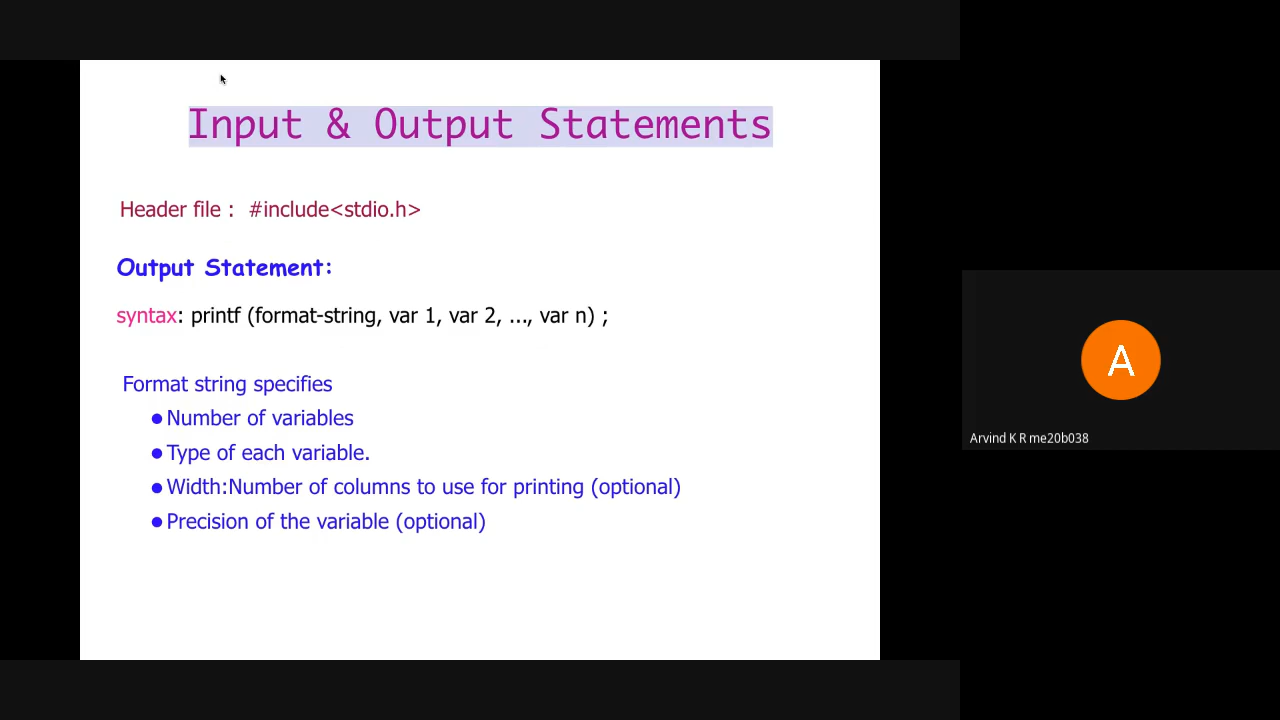 Input & Output Statements
Header file :  #include<stdio.h>
Output Statement:
syntax: printf (format-string, var 1, var 2, ..., var n) ;
Format string specifies
●Number of variables
●Type of each variable.
●Width:Number of columns to use for printing (optional)
●Precision of the variable (optional)
A
Arvind K R me20b038